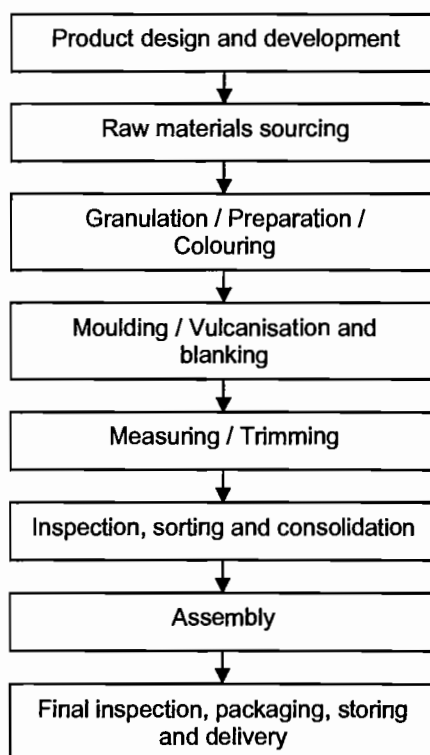 Product design and development
Raw materials sourcing
Granulation / Preparation /
Colouring
Moulding / Vulcanisation and
blanking
Measuring / Trimming
Inspection, sorting and consolidation
Assembly
Final inspection, packaging, storing
and delivery